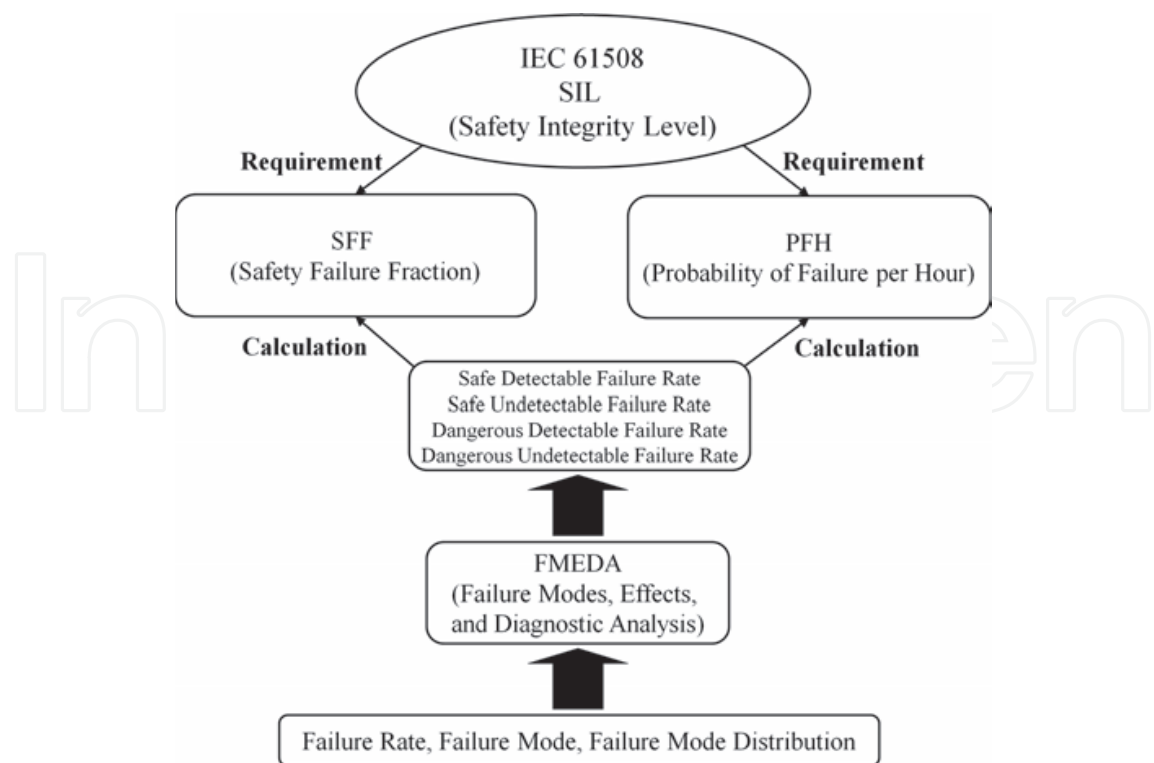 IEC 61508
SIL
(Safety Integrity Level)
Requirement
Requirement
SFF
(Safety Failure Fraction)
PFH
(Probability of Failure per Hour)
Calculation
Calculation
Safe Detectable Failure Rate
Safe Undetectable Failure Rate
Dangerous Detectable Failure Rate
Dangerous Undetectable Failure Rate
FMEDA
(Failure Modes, Effects,
and Diagnostic Analysis)
Failure Rate, Failure Mode, Failure Mode Distribution